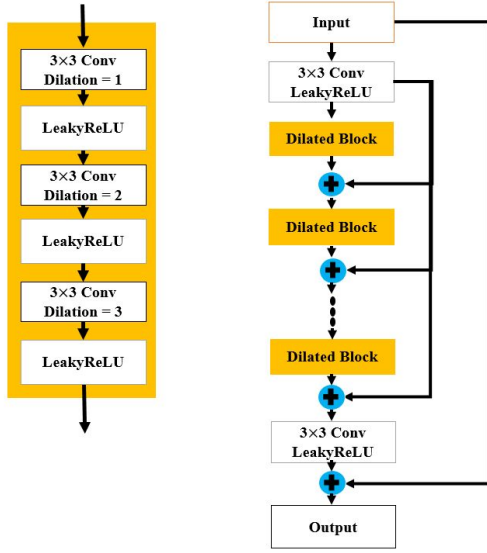 3×3 Conv
Dilation = 1
LeakyReLU
3×3 Conv
Dilation = 2
LeakyReLU
3×3 Conv
Dilation = 3
LeakyReLU
Input
3×3 Conv
LeakyReLU
Dilated Block
Dilated Block
Dilated Block
3×3 Conv
LeakyReLU
Output